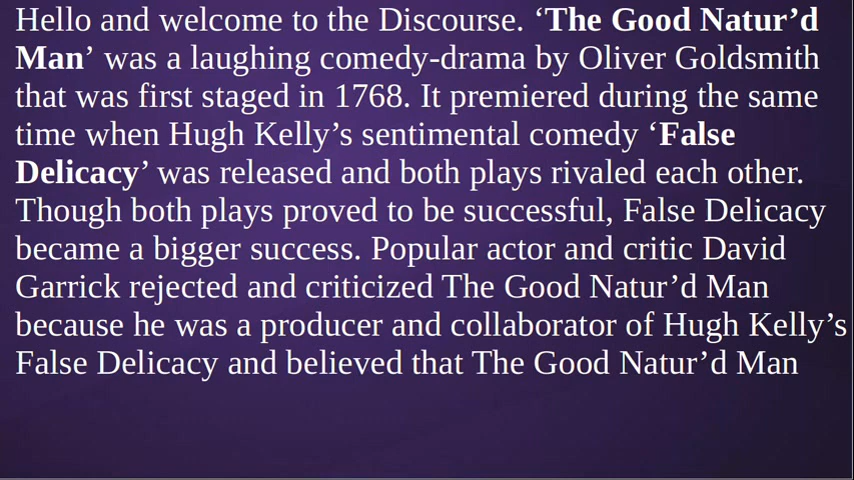 Hello and welcome to the Discourse. ‘The Good Natur’d
Man’ was a laughing comedy-drama by Oliver Goldsmith
that was first staged in 1768. It premiered during the same
time when Hugh Kelly’s sentimental comedy ‘False
Delicacy’ was released and both plays rivaled each other.
Though both plays proved to be successful, False Delicacy
became a bigger success. Popular actor and critic David
Garrick rejected and criticized The Good Natur’d Man
because he was a producer and collaborator of Hugh Kelly’s
False Delicacy and believed that The Good Natur’d Man